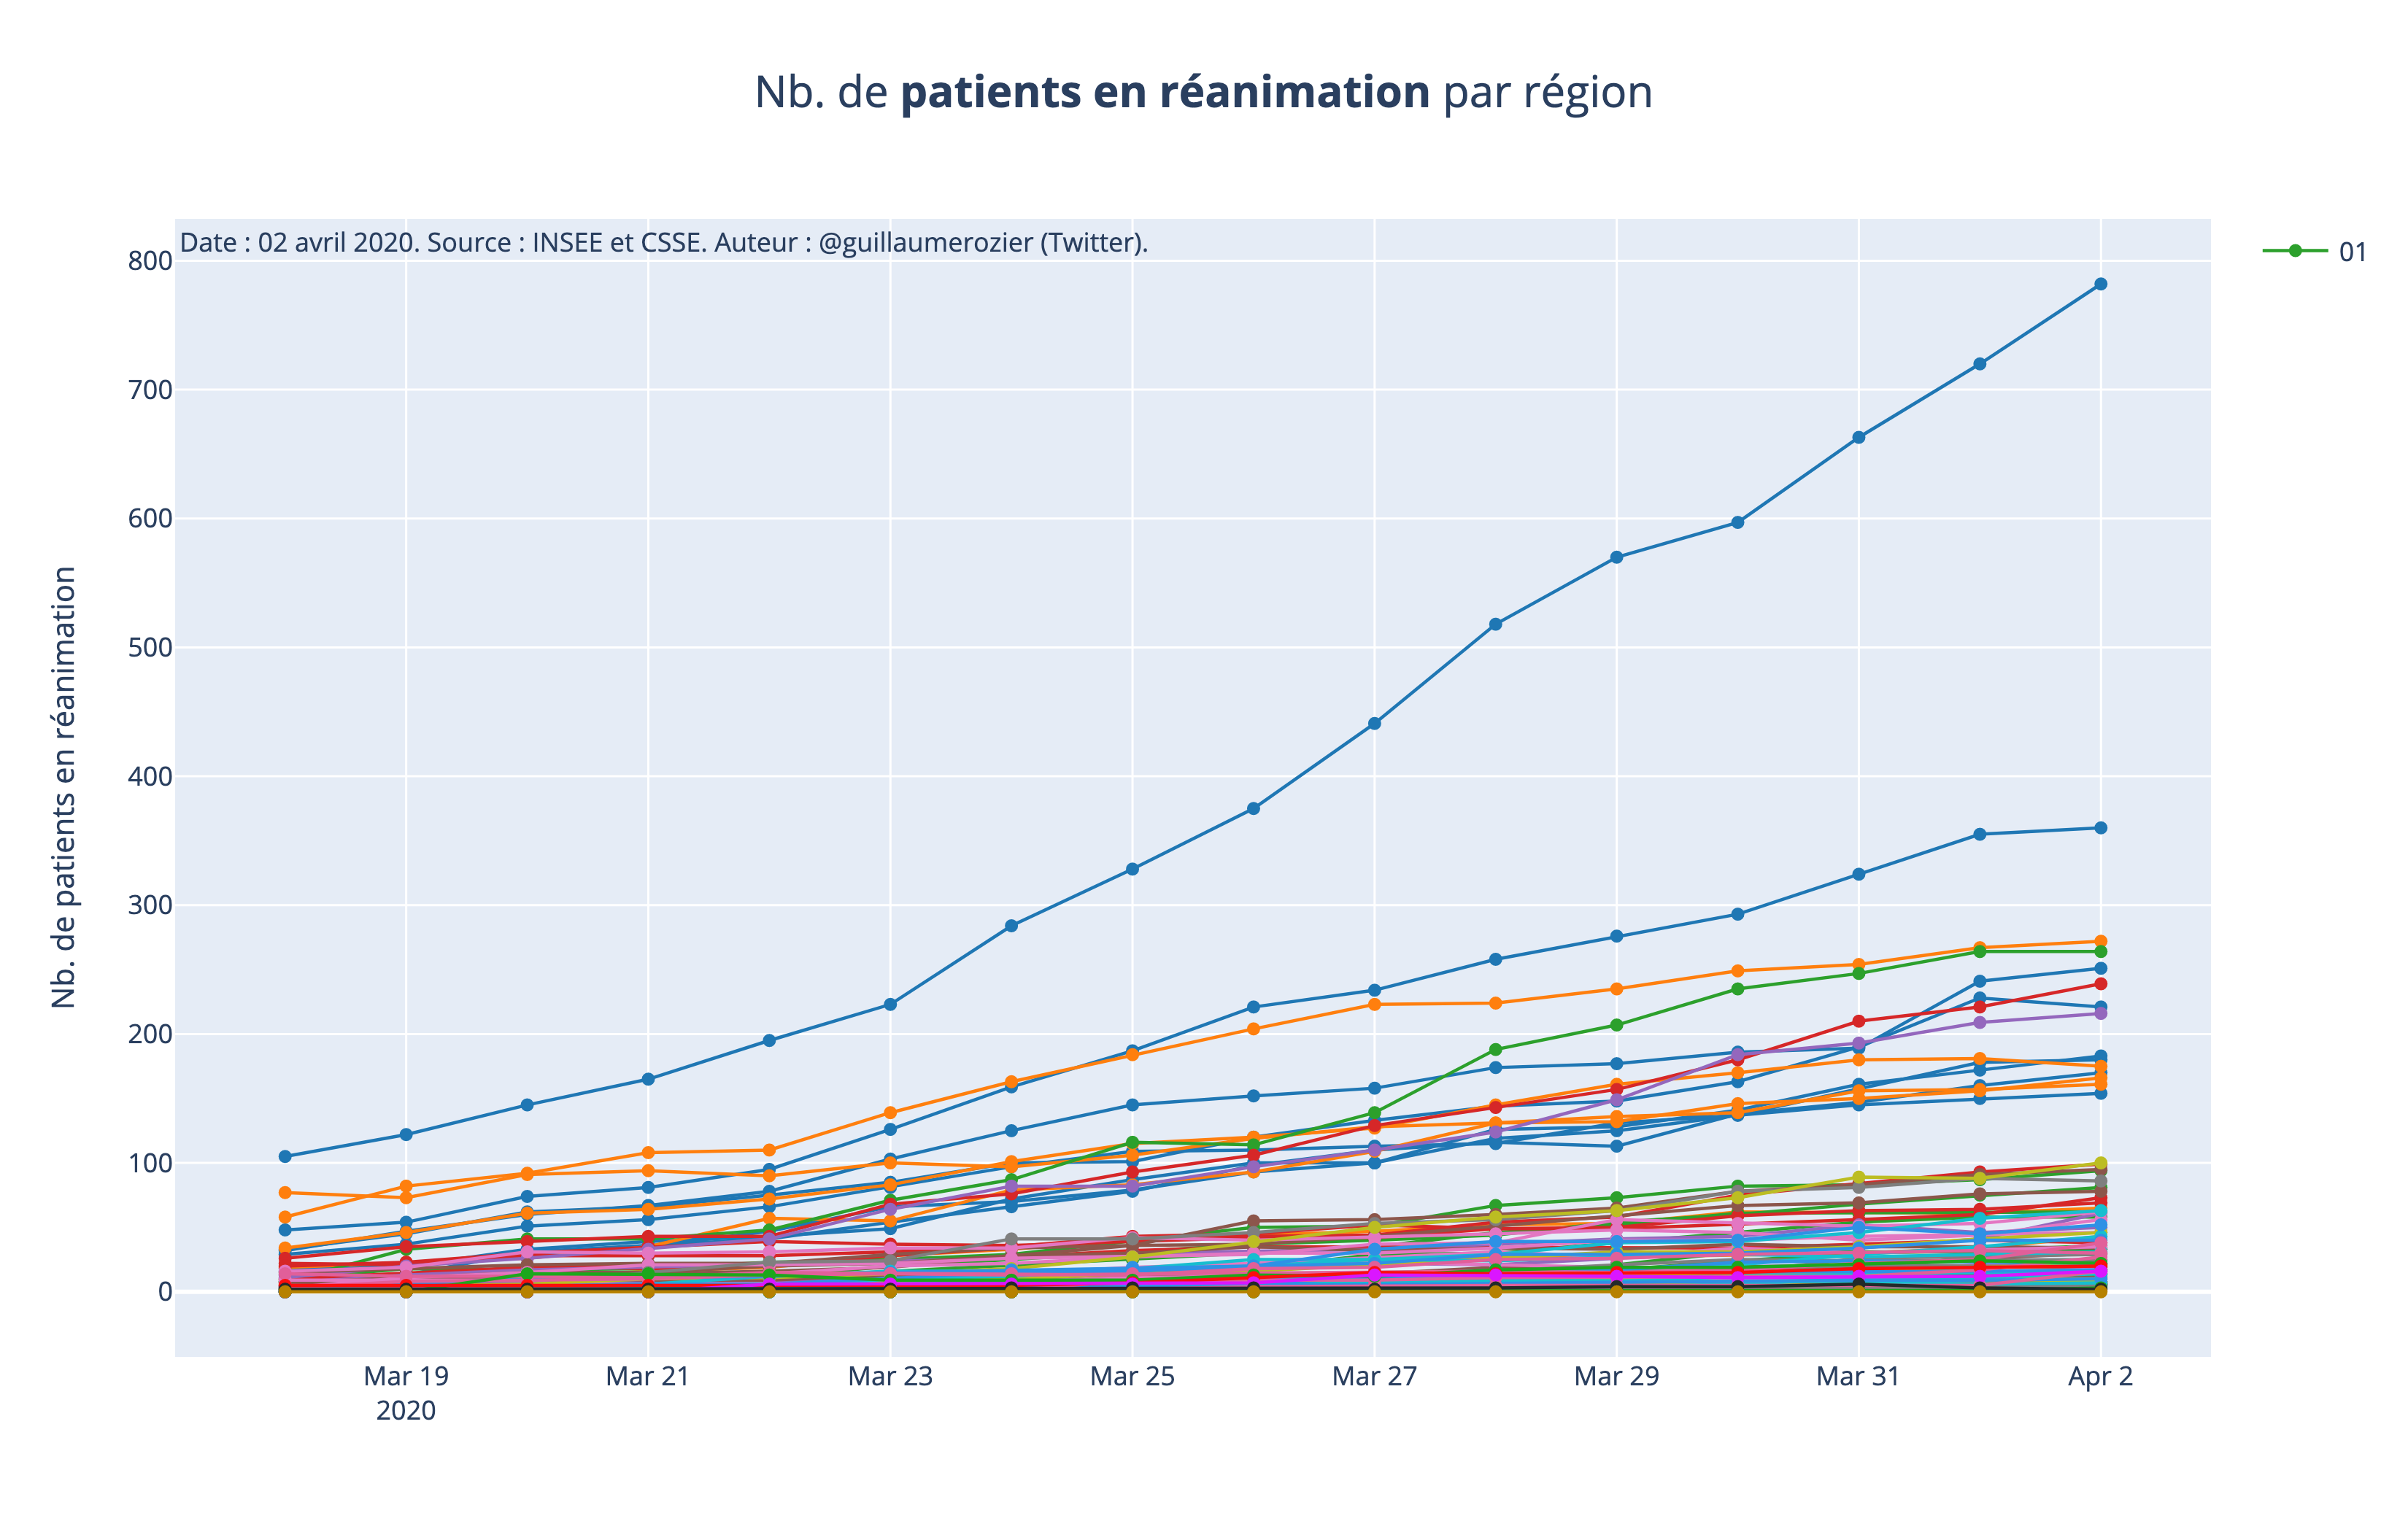 Nb. de patients en réanimation par région
Date : 02 avril 2020. Source : INSEE et CSSE. Auteur : @guillaumerozier (Twitter).
01
Nb. de patients en réanimation
800
700
600
500
400
300
200
100
0
Mar 19 Mar 21 Mar 23 Mar 25 Mar 27 Mar 29 Mar 31 Apr 2
2020